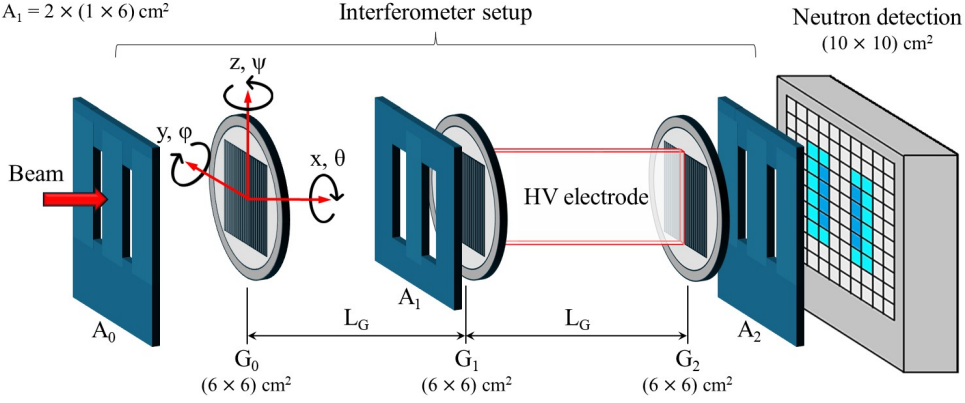 A₁ = 2 × (1 × 6) cm²
Interferometer setup
Neutron detection
(10 × 10) cm²
z, ψ
y, φ
x, θ
Beam
HV electrode
A₀
A₁
A₂
L_G
L_G
G₀
G₁
G₂
(6 × 6) cm²
(6 × 6) cm²
(6 × 6) cm²